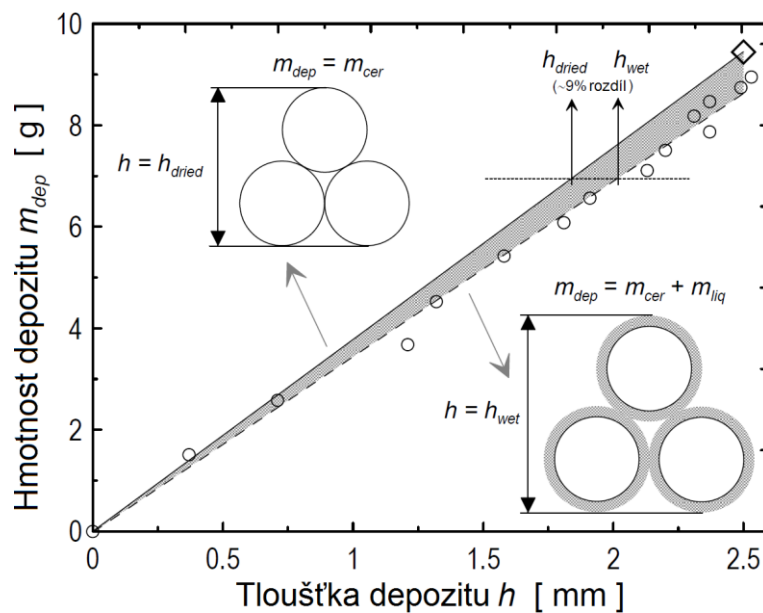 Hmotnost depozitu m_dep [ g ]
10
8
6
4
2
0
m_dep = m_cer
h = h_dried
h_dried h_wet
(~9% rozdíl)
m_dep = m_cer + m_liq
h = h_wet
0 0.5 1 1.5 2 2.5
Tloušťka depozitu h [ mm ]